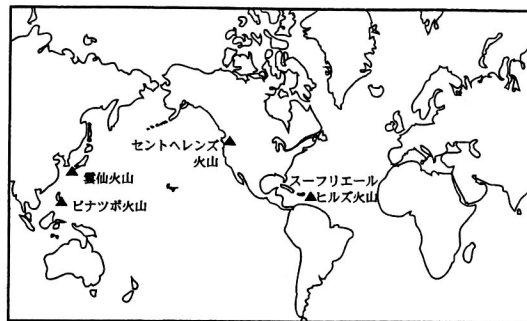 セントヘレンズ
火山
雲仙火山
ピナツボ火山
スーフリエール
ヒルズ火山